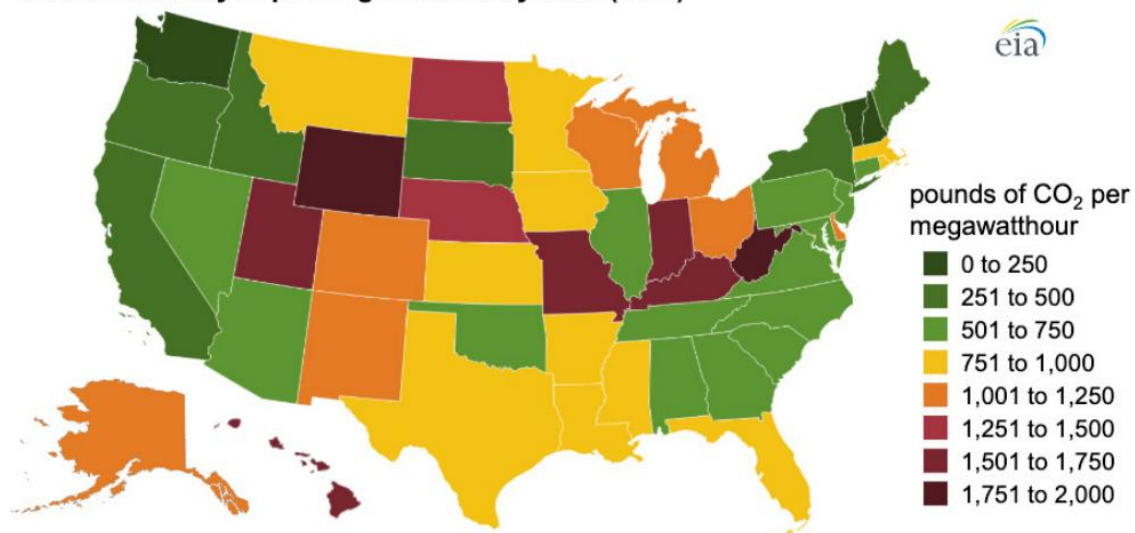 eia
pounds of CO₂ per
megawatthour
0 to 250
251 to 500
501 to 750
751 to 1,000
1,001 to 1,250
1,251 to 1,500
1,501 to 1,750
1,751 to 2,000